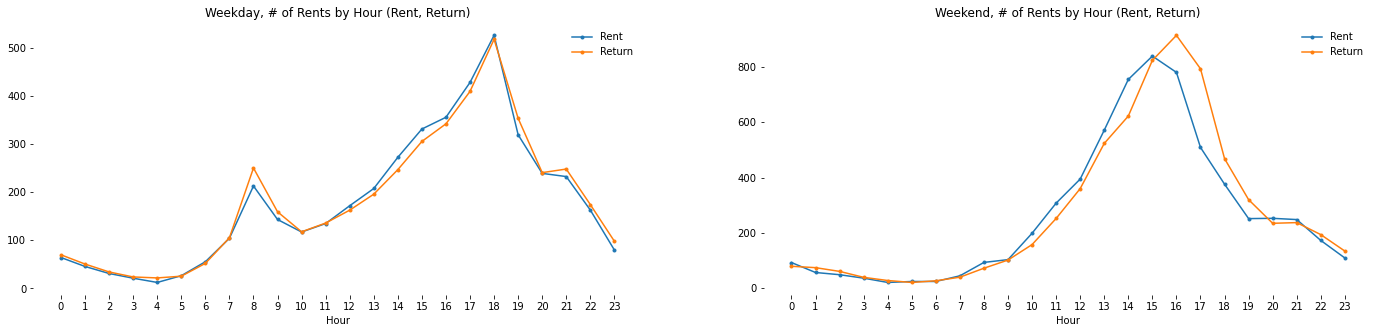 Weekday, # of Rents by Hour (Rent, Return)
Rent
Return
500
400
300
200
100
0
0 1 2 3 4 5 6 7 8 9 10 11 12 13 14 15 16 17 18 19 20 21 22 23
Hour
Weekend, # of Rents by Hour (Rent, Return)
Rent
Return
800
600
400
200
0
0 1 2 3 4 5 6 7 8 9 10 11 12 13 14 15 16 17 18 19 20 21 22 23
Hour